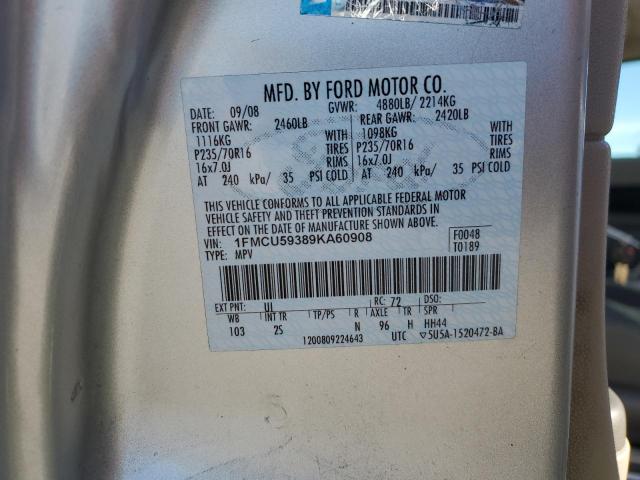 MFD. BY FORD MOTOR CO.
DATE: 09/08 GVWR: 4880LB/ 2214KG
FRONT GAWR: 2460LB REAR GAWR: 2420LB
1116KG WITH 1098KG WITH
P235/70R16 TIRES P235/70R16 TIRES
16x7.0J RIMS 16x7.0J RIMS
AT 240 kPa/ 35 PSI COLD AT 240 kPa/ 35 PSI COLD
THIS VEHICLE CONFORMS TO ALL APPLICABLE FEDERAL MOTOR
VEHICLE SAFETY AND THEFT PREVENTION STANDARDS IN
EFFECT ON THE DATE OF MANUFACTURE SHOWN ABOVE.
VIN: 1FMCU59389KA60908 F0048
TYPE: MPV T0189
EXT PNT: UI RC: 72 DSO:
WB INT TR TP/PS R AXLE TR SPR
103 2S N 96 H HH44
1200809224643 UTC ▽5U5A-1520472-BA